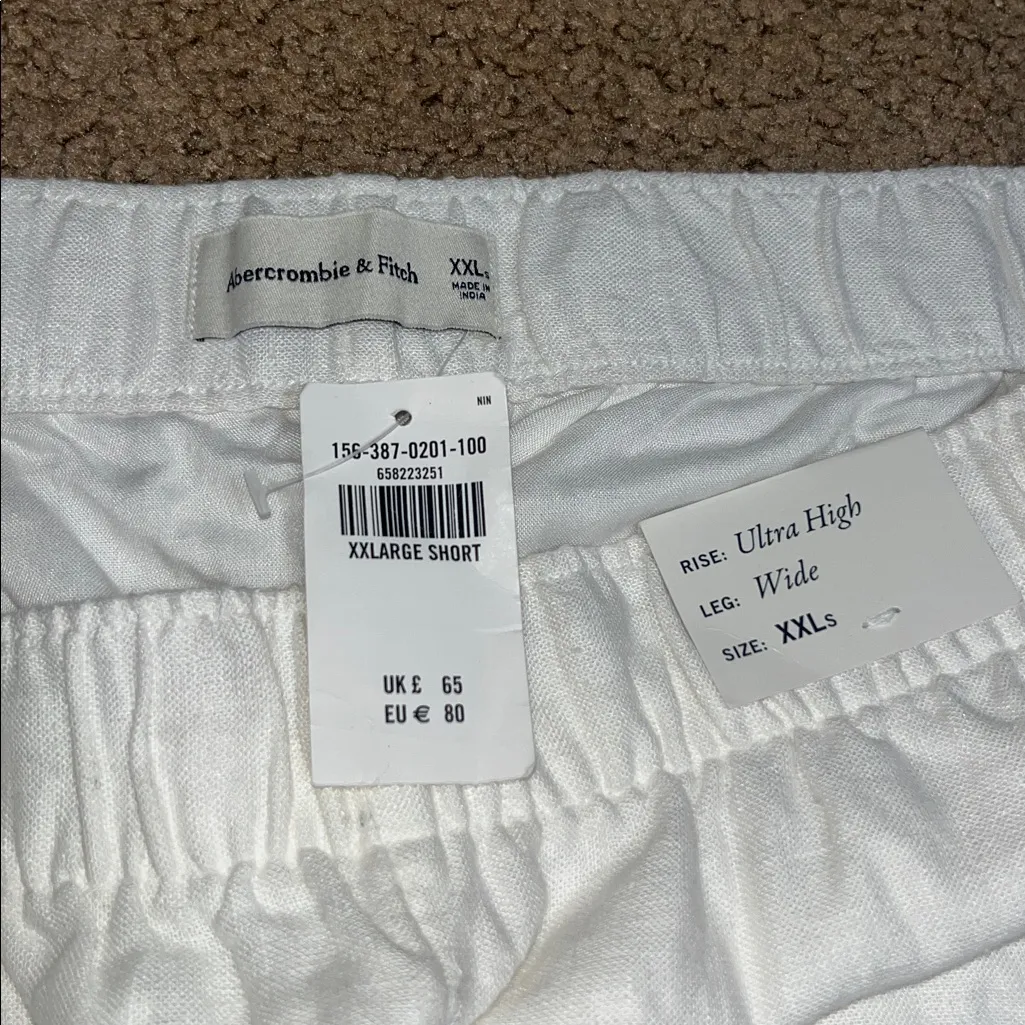 Abercrombie & Fitch
XXLs
MADE IN
INDIA
NIN
156-387-0201-100
658223251
XXLARGE SHORT
UK £ 65
EU € 80
RISE: Ultra High
LEG: Wide
SIZE: XXLs